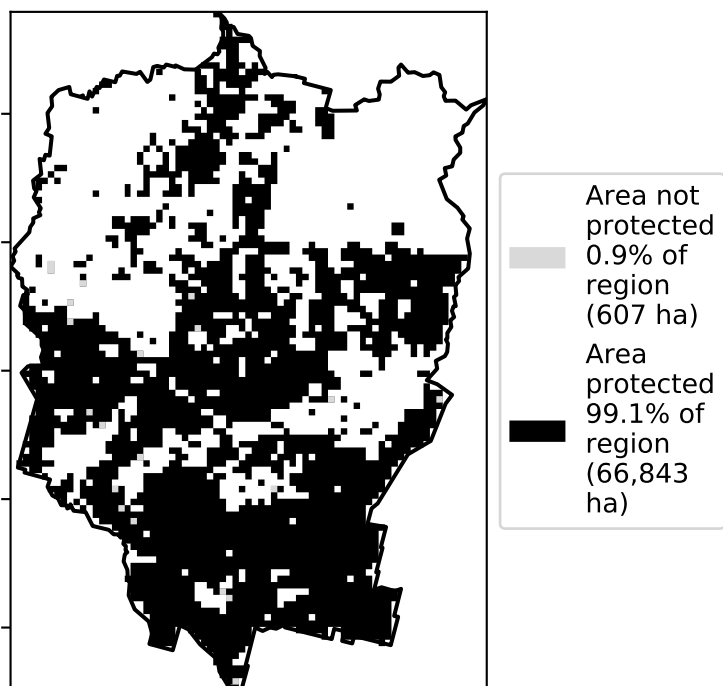 Area not
protected
0.9% of
region
(607 ha)
Area
protected
99.1% of
region
(66,843
ha)